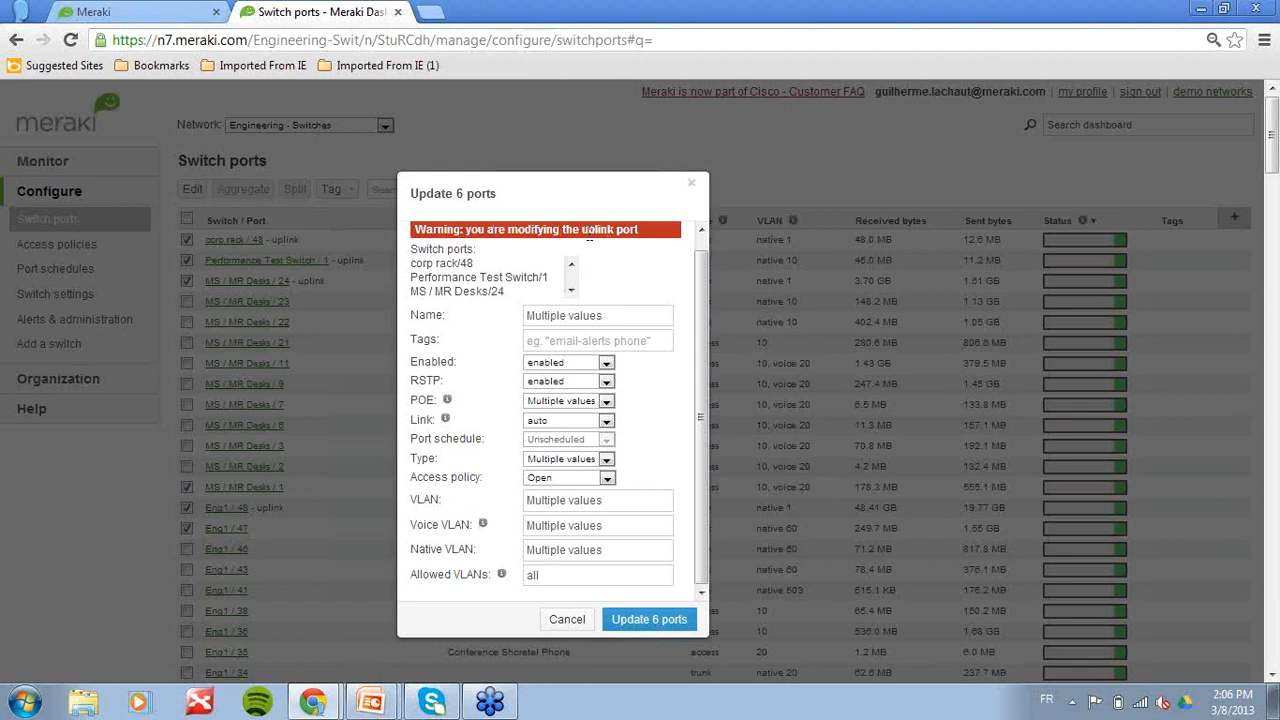 Meraki
Switch ports - Meraki Das
https://n7.meraki.com/Engineering-Swit/n/StuRCdh/manage/configure/switchports#q=
Suggested Sites Bookmarks Imported From IE Imported From IE (1)
Meraki is now part of Cisco - Customer FAQ guilherme.lachaut@meraki.com my profile sign out demo networks
meraki
Network: Engineering - Switches
Search dashboard
Monitor
Configure
Switch ports
Access policies
Port schedules
Switch settings
Alerts & administration
Add a switch
Organization
Help
Switch ports
Edit Aggregate Split Tag
Switch / Port VLAN Received bytes Sent bytes Status Tags
corp rack / 48 - uplink native 1 48.0 MB 12.6 MB
Performance Test Switch / 1 - uplink native 10 46.0 MB 11.2 MB
MS / MR Desks / 24 - uplink native 1 3.70 GB 1.61 GB
MS / MR Desks / 23 native 10 148.2 MB 1.13 GB
MS / MR Desks / 22 native 10 402.4 MB 1.05 GB
MS / MR Desks / 21 10 280.6 MB
MS / MR Desks / 11 10, voice 20 1.43 GB
MS / MR Desks / 9 10, voice 20 247.4 MB 1.45 GB
MS / MR Desks / 7 10, voice 20 6.5 MB 133.8 MB
MS / MR Desks / 6 10, voice 20 11.3 MB 157.1 MB
MS / MR Desks / 3 10, voice 20 70.8 MB 192.1 MB
MS / MR Desks / 2 10, voice 20 4.2 MB 132.4 MB
MS / MR Desks / 1 10, voice 20 178.3 MB 555.1 MB
Eng1 / 48 - uplink native 1 48.41 GB 19.77 GB
Eng1 / 47 native 60 249.7 MB 1.55 GB
Eng1 / 46 native 60 71.2 MB 817.8 MB
Eng1 / 43 native 60 78.4 MB 376.1 MB
Eng1 / 41 native 603 615.1 KB 176.2 MB
Eng1 / 38 10 65.4 MB 150.2 MB
Eng1 / 36 10 536.0 MB 1.68 GB
Eng1 / 35 Conference Shoretel Phone access 20 1.2 MB 6.0 MB
Eng1 / 34 trunk native 20 62.6 MB 237.7 MB
Update 6 ports
Warning: you are modifying the uplink port
Switch ports:
corp rack/48
Performance Test Switch/1
MS / MR Desks/24
Name: Multiple values
Tags: eg. "email-alerts phone"
Enabled: enabled
RSTP: enabled
POE: Multiple values
Link: auto
Port schedule: Unscheduled
Type: Multiple values
Access policy: Open
VLAN: Multiple values
Voice VLAN: Multiple values
Native VLAN: Multiple values
Allowed VLANs: all
Cancel Update 6 ports
FR
2:06 PM
3/8/2013